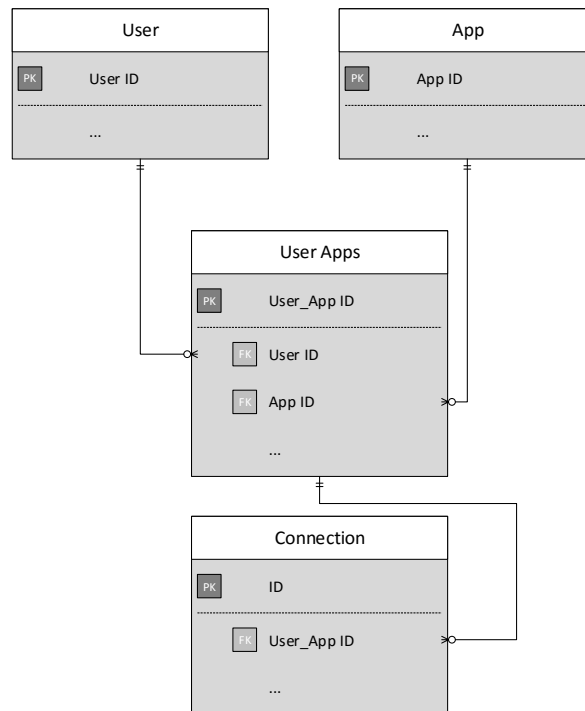 User
PK User ID
...
App
PK App ID
...
User Apps
PK User_App ID
FK User ID
FK App ID
...
Connection
PK ID
FK User_App ID
...